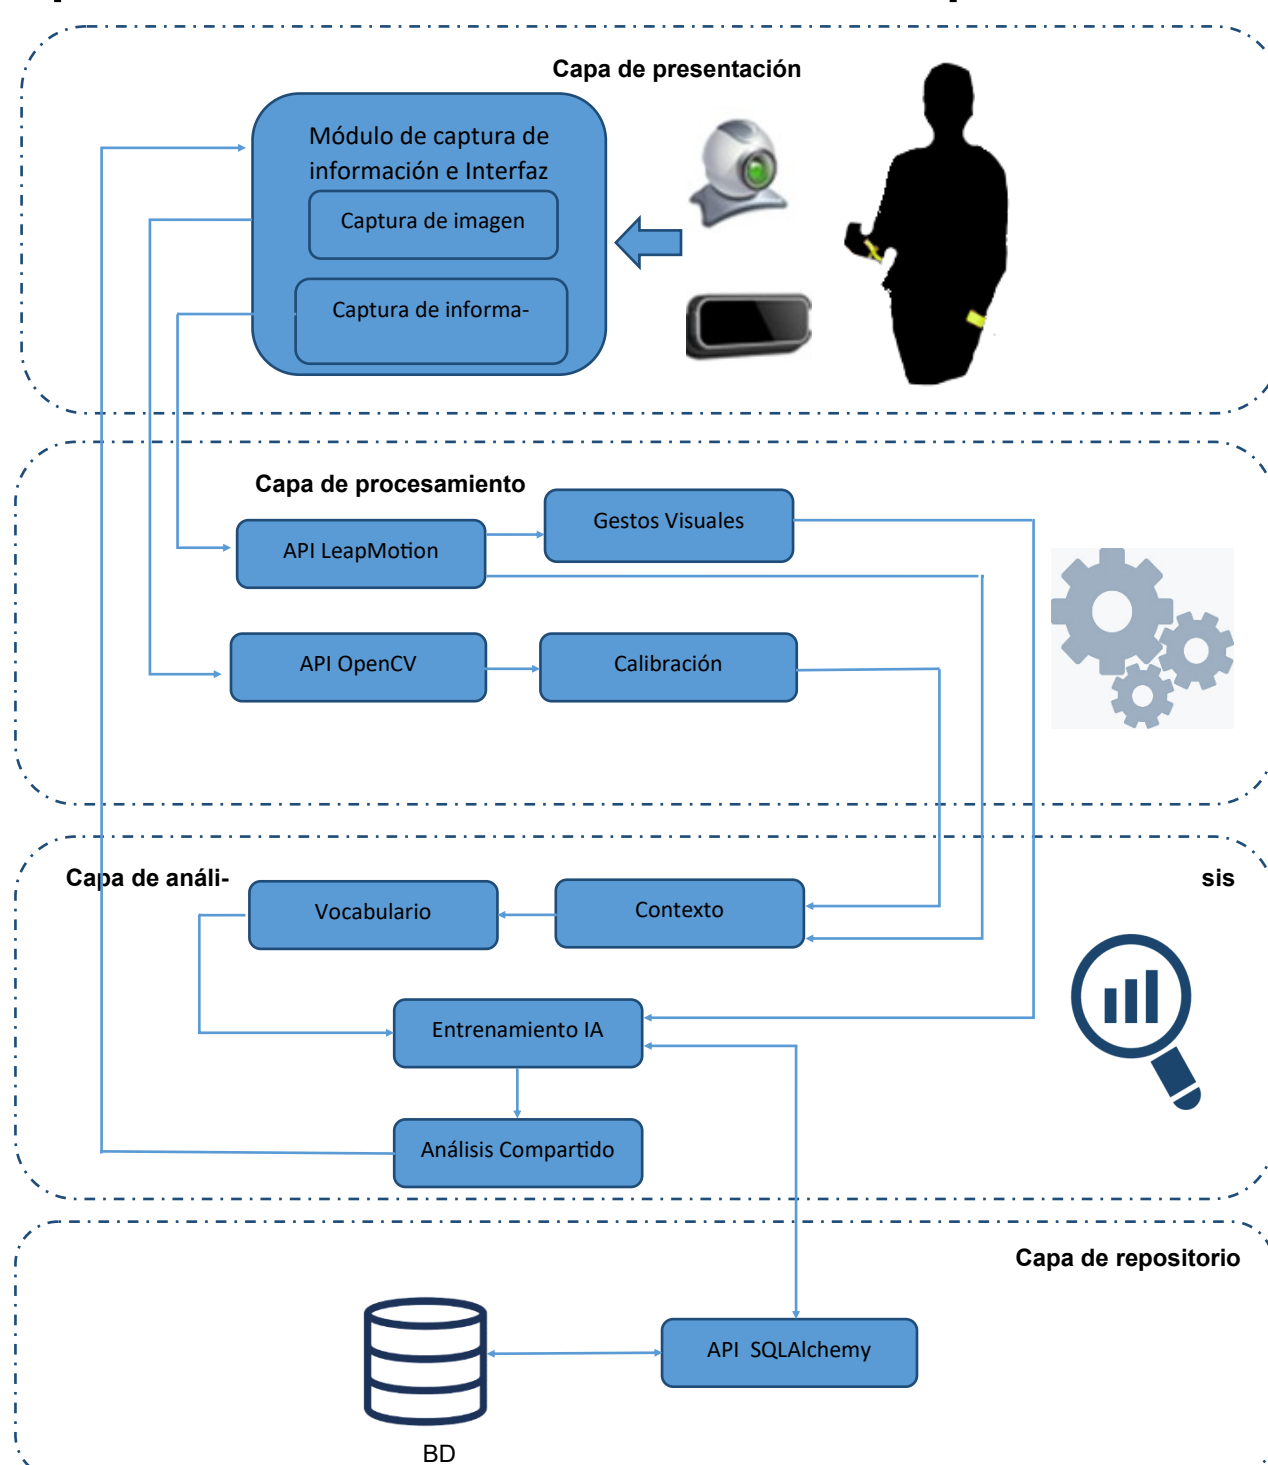 Capa de presentación
Módulo de captura de
información e Interfaz
Captura de imagen
Captura de informa-
Capa de procesamiento
Gestos Visuales
API LeapMotion
API OpenCV
Calibración
Capa de análi-
sis
Vocabulario
Contexto
Entrenamiento IA
Análisis Compartido
Capa de repositorio
API SQLAlchemy
BD